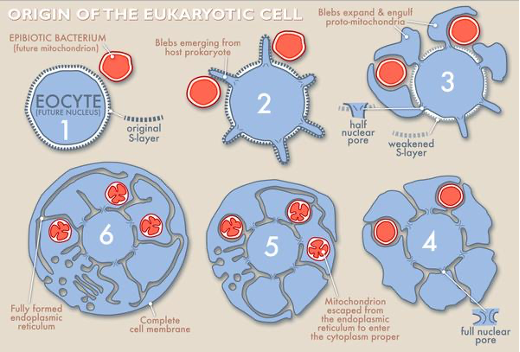 ORIGIN OF THE EUKARYOTIC CELL
EPIBIOTIC BACTERIUM
(future mitochondrion)
EOCYTE
(FUTURE NUCLEUS)
1
original
S-layer
Blebs emerging from
host prokaryote
2
Blebs expand & engulf
proto-mitochondria
3
half
nuclear
pore
weakened
S-layer
6
Fully formed
endoplasmic
reticulum
Complete
cell membrane
5
Mitochondrion
escaped from
the endoplasmic
reticulum to enter
the cytoplasm proper
4
full nuclear
pore